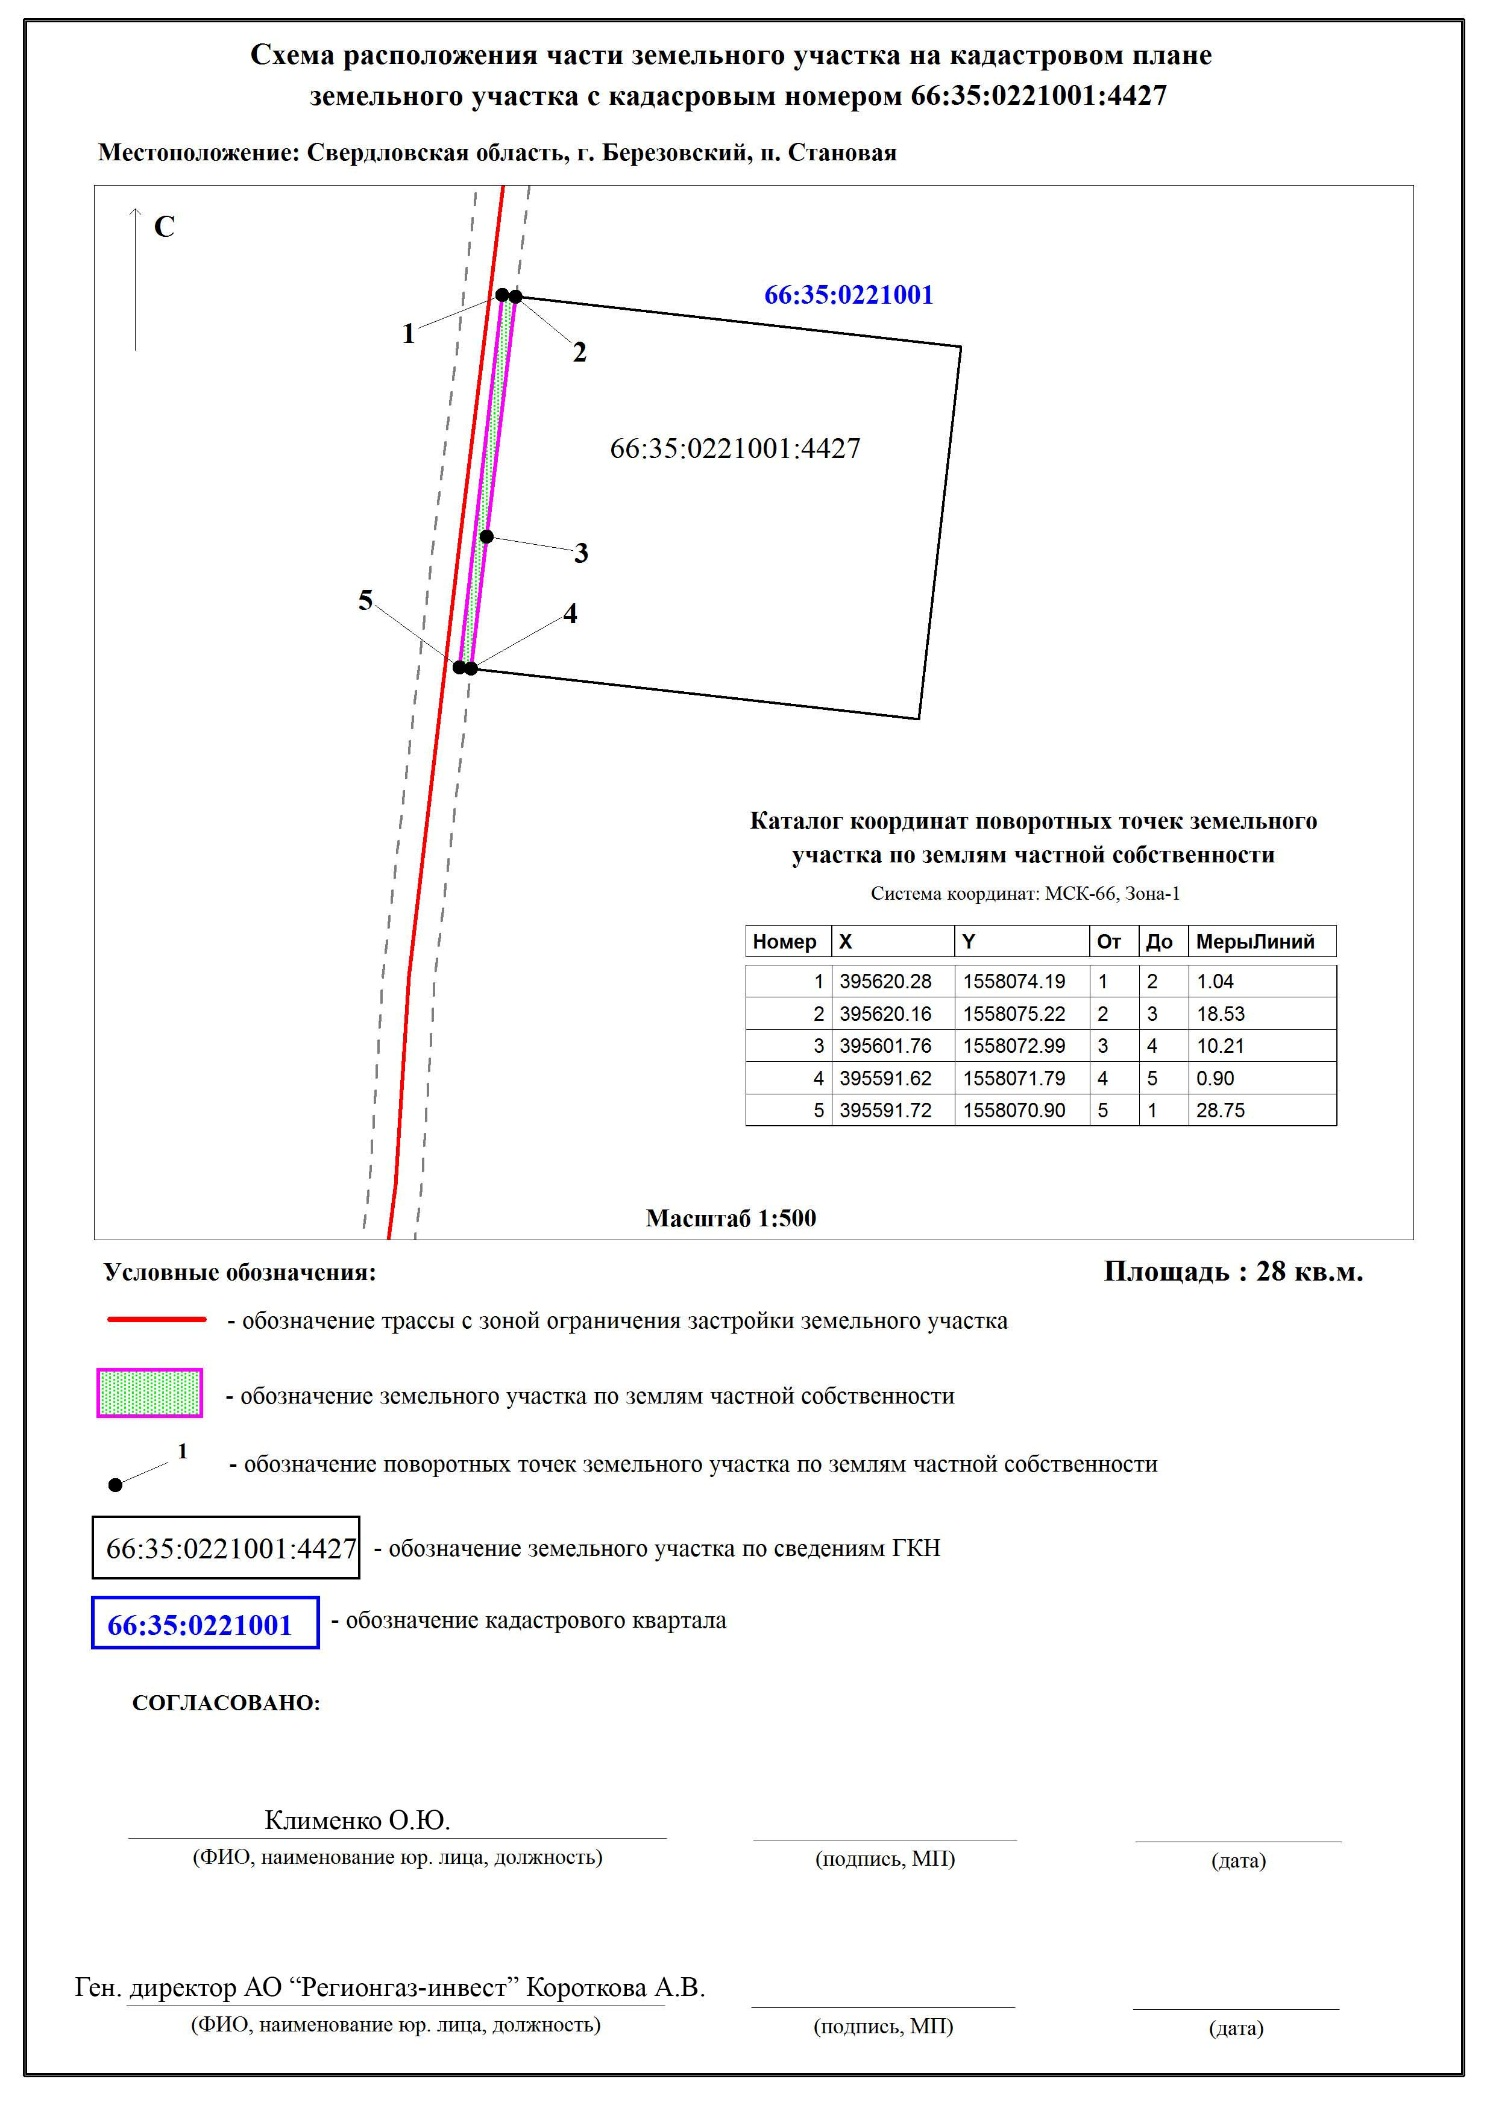 Схема расположения части земельного участка на кадастровом плане
земельного участка с кадасровым номером 66:35:0221001:4427
Местоположение: Свердловская область, г. Березовский, п. Становая
С
66:35:0221001
1
2
66:35:0221001:4427
3
5
4
Каталог координат поворотных точек земельного
участка по землям частной собственности
Система координат: МСК-66, Зона-1
Номер X Y От До МерыЛиний
1 395620.28 1558074.19 1 2 1.04
2 395620.16 1558075.22 2 3 18.53
3 395601.76 1558072.99 3 4 10.21
4 395591.62 1558071.79 4 5 0.90
5 395591.72 1558070.90 5 1 28.75
Масштаб 1:500
Условные обозначения: Площадь : 28 кв.м.
- обозначение трассы с зоной ограничения застройки земельного участка
- обозначение земельного участка по землям частной собственности
1
- обозначение поворотных точек земельного участка по землям частной собственности
66:35:0221001:4427 - обозначение земельного участка по сведениям ГКН
66:35:0221001 - обозначение кадастрового квартала
СОГЛАСОВАНО:
Клименко О.Ю.
(ФИО, наименование юр. лица, должность) (подпись, МП) (дата)
Ген. директор АО “Регионгаз-инвест” Короткова А.В.
(ФИО, наименование юр. лица, должность) (подпись, МП) (дата)